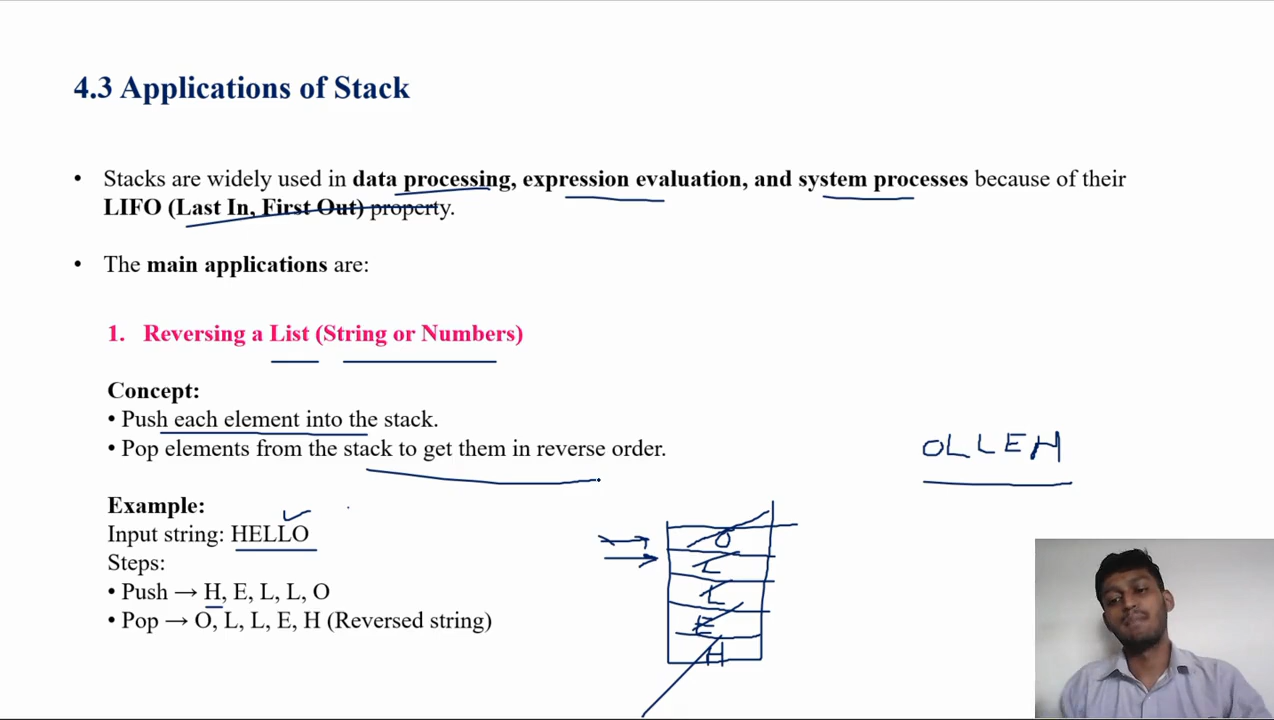 4.3 Applications of Stack
• Stacks are widely used in data processing, expression evaluation, and system processes because of their
LIFO (Last In, First Out) property.
• The main applications are:
1. Reversing a List (String or Numbers)
Concept:
• Push each element into the stack.
• Pop elements from the stack to get them in reverse order.
OLLEH
Example:
Input string: HELLO
Steps:
• Push → H, E, L, L, O
• Pop → O, L, L, E, H (Reversed string)
O
L
L
E
H